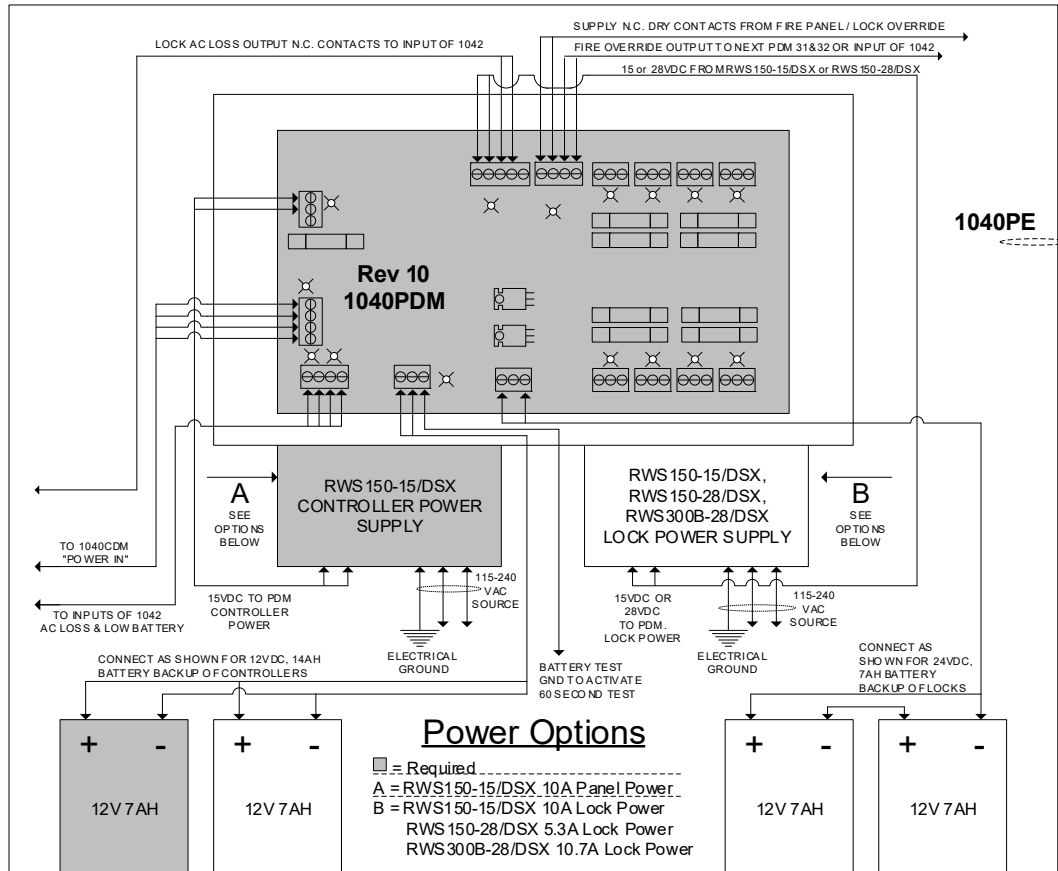 SUPPLY N.C. DRY CONTACTS FROM FIRE PANEL / LOCK OVERRIDE
LOCK AC LOSS OUTPUT N.C. CONTACTS TO INPUT OF 1042
FIRE OVERRIDE OUTPUT TO NEXT PDM 31&32 OR INPUT OF 1042
15 or 28VDC FROM RWS150-15/DSX or RWS150-28/DSX
1040PE
Rev 10
1040PDM
A
SEE
OPTIONS
BELOW
RWS150-15/DSX
CONTROLLER POWER
SUPPLY
RWS150-15/DSX,
RWS150-28/DSX,
RWS300B-28/DSX
LOCK POWER SUPPLY
B
SEE
OPTIONS
BELOW
TO 1040CDM
"POWER IN"
TO INPUTS OF 1042
AC LOSS & LOW BATTERY
15VDC TO PDM
CONTROLLER
POWER
115-240
VAC
SOURCE
ELECTRICAL
GROUND
15VDC OR
28VDC
TO PDM.
LOCK POWER
115-240
VAC
SOURCE
ELECTRICAL
GROUND
CONNECT AS SHOWN FOR 12VDC, 14AH
BATTERY BACKUP OF CONTROLLERS
BATTERY TEST
GND TO ACTIVATE
60 SECOND TEST
CONNECT AS
SHOWN FOR 24VDC,
7AH BATTERY
BACKUP OF LOCKS
+ -
12V 7AH
+ -
12V 7AH
Power Options
= Required
A = RWS150-15/DSX 10A Panel Power
B = RWS150-15/DSX 10A Lock Power
RWS150-28/DSX 5.3A Lock Power
RWS300B-28/DSX 10.7A Lock Power
+ -
12V 7AH
+ -
12V 7AH